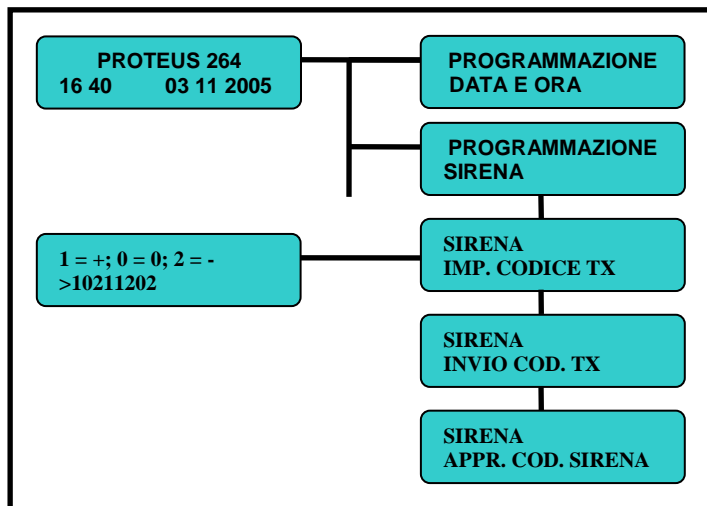 PROTEUS 264
16 40 03 11 2005
PROGRAMMAZIONE
DATA E ORA
PROGRAMMAZIONE
SIRENA
1 = +; 0 = 0; 2 = -
>10211202
SIRENA
IMP. CODICE TX
SIRENA
INVIO COD. TX
SIRENA
APPR. COD. SIRENA